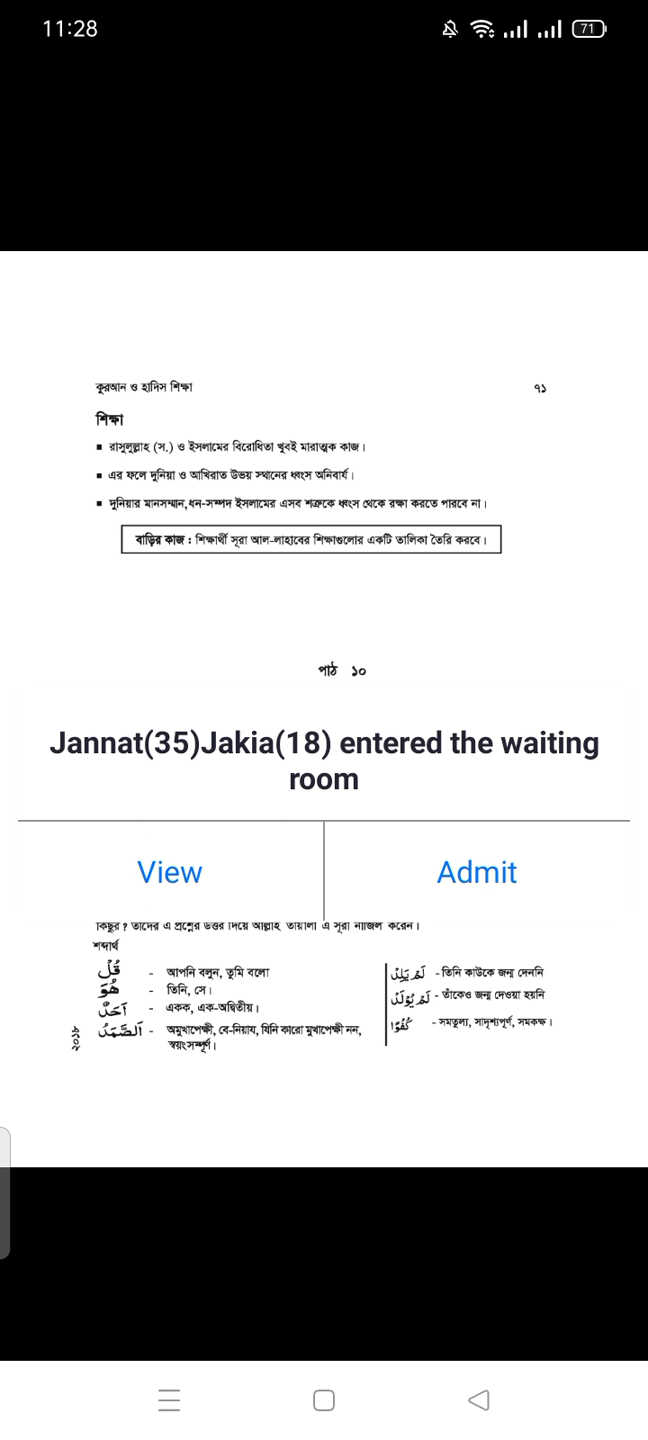 11:28
71
কুরআন ও হাদিস শিক্ষা ৭১
শিক্ষা
▪ রাসুলুল্লাহ (স.) ও ইসলামের বিরোধিতা খুবই মারাত্মক কাজ।
▪ এর ফলে দুনিয়া ও আখিরাত উভয় স্থানের ধ্বংস অনিবার্য।
▪ দুনিয়ার মানসম্মান,ধন-সম্পদ ইসলামের এসব শত্রুকে ধ্বংস থেকে রক্ষা করতে পারবে না।
বাড়ির কাজ : শিক্ষার্থী সূরা আল-লাহাবের শিক্ষাগুলোর একটি তালিকা তৈরি করবে।
পাঠ ১০
Jannat(35)Jakia(18) entered the waiting
room
View Admit
কিছুর ? তাদের এ প্রশ্নের উত্তর দিয়ে আল্লাহ তায়ালা এ সূরা নাজিল করেন।
শব্দার্থ
قُلْ - আপনি বলুন, তুমি বলো
هُوَ - তিনি, সে।
اَحَدٌ - একক, এক-অদ্বিতীয়।
اَلصَّمَدُ - অমুখাপেক্ষী, বে-নিয়ায, যিনি কারো মুখাপেক্ষী নন,
স্বয়ংসম্পূর্ণ।
لَمْ يَلِدْ - তিনি কাউকে জন্ম দেননি
لَمْ يُوْلَدْ - তাঁকেও জন্ম দেওয়া হয়নি
كُفُوًا - সমতুল্য, সাদৃশ্যপূর্ণ, সমকক্ষ।
২০১৮